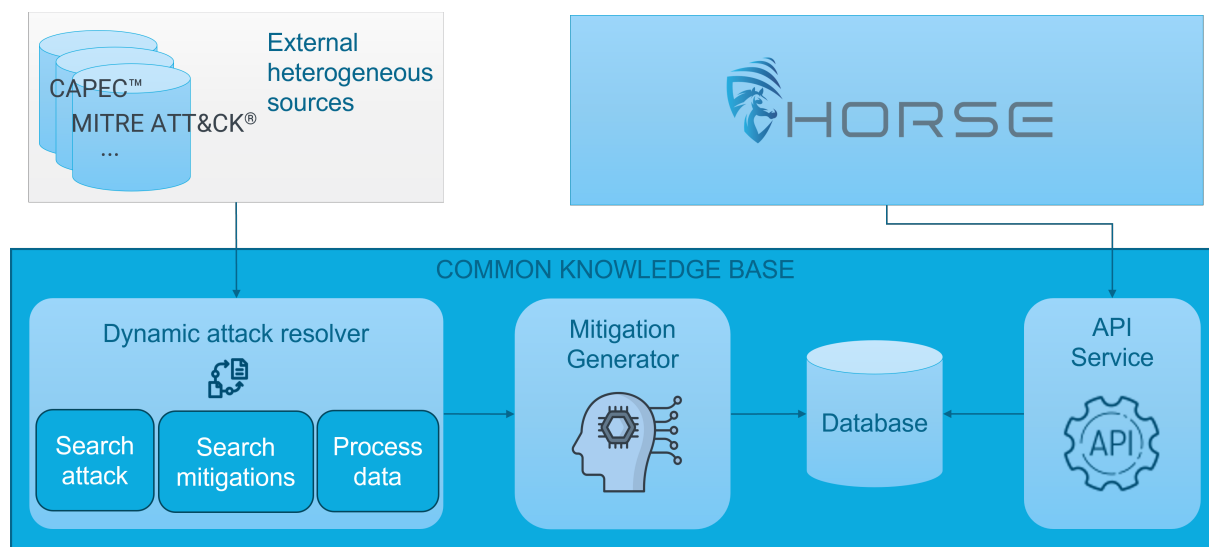 External
heterogeneous
sources
CAPEC™
MITRE ATT&CK®
...
HORSE
COMMON KNOWLEDGE BASE
Dynamic attack resolver
Search
attack
Search
mitigations
Process
data
Mitigation
Generator
Database
API
Service
API